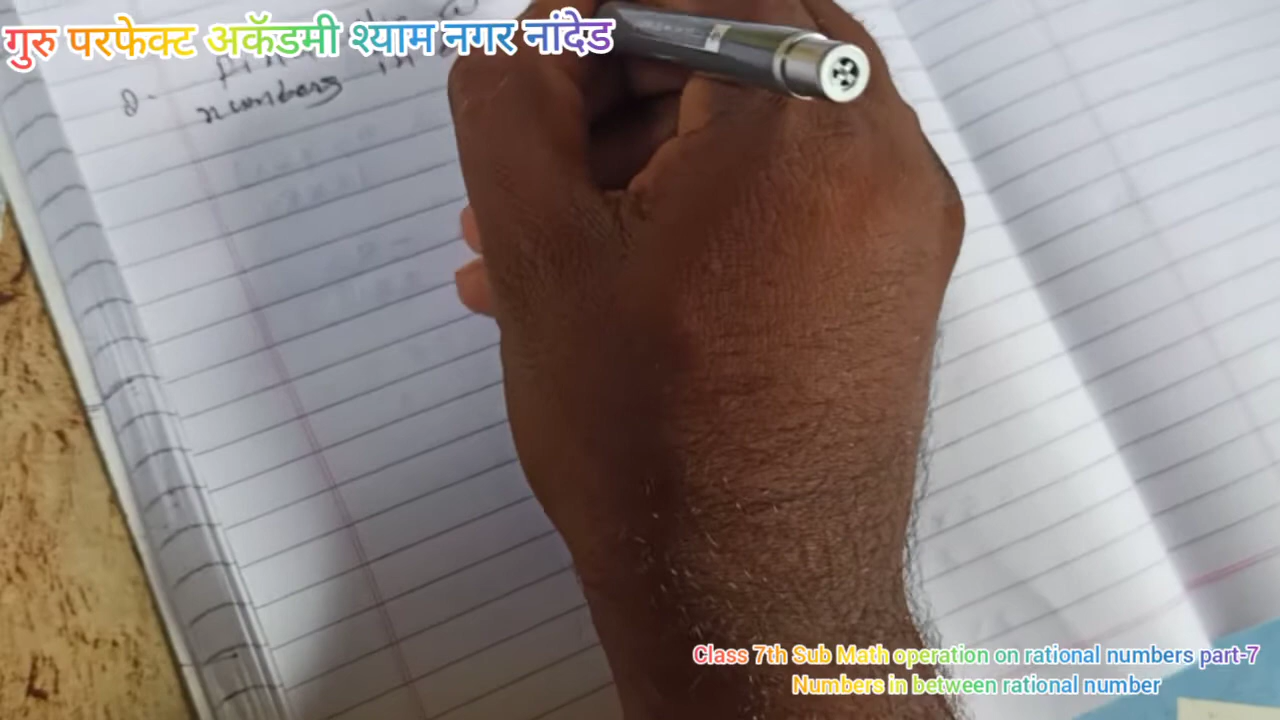 गुरु परफेक्ट अकॅडमी श्याम नगर नांदेड
numbers in
Class 7th Sub Math operation on rational numbers part-7
Numbers in between rational number